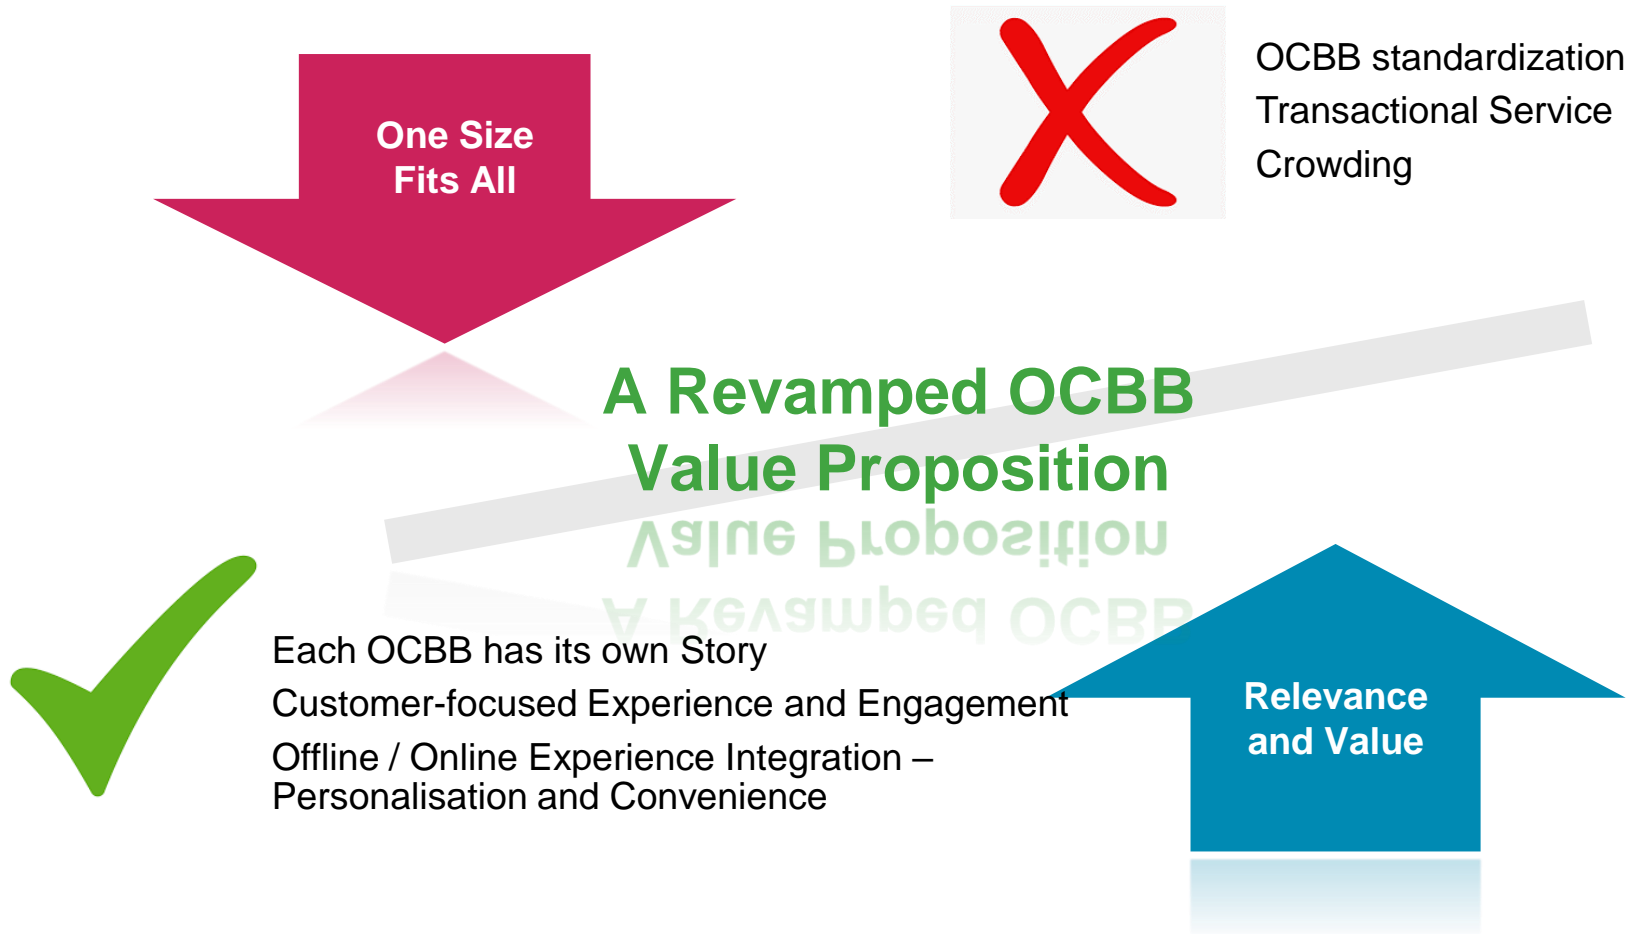 One Size
Fits All
OCBB standardization
Transactional Service
Crowding
A Revamped OCBB
Value Proposition
Each OCBB has its own Story
Customer-focused Experience and Engagement
Offline / Online Experience Integration –
Personalisation and Convenience
Relevance
and Value